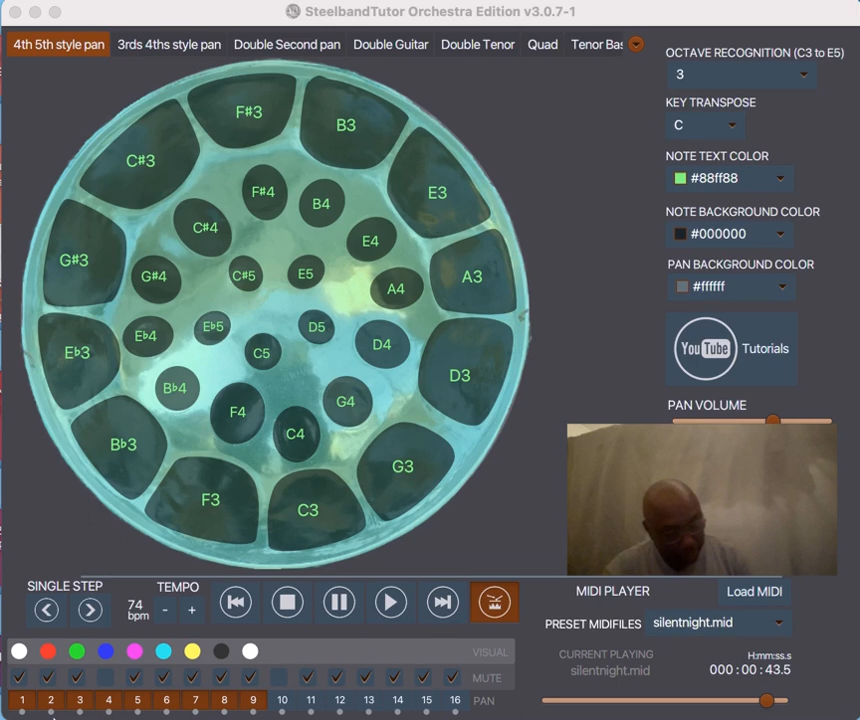 SteelbandTutor Orchestra Edition v3.0.7-1
4th 5th style pan 3rds 4ths style pan Double Second pan Double Guitar Double Tenor Quad Tenor Bas
OCTAVE RECOGNITION (C3 to E5)
3
KEY TRANSPOSE
C
NOTE TEXT COLOR
#88ff88
NOTE BACKGROUND COLOR
#000000
PAN BACKGROUND COLOR
#ffffff
YouTube Tutorials
PAN VOLUME
F#3
B3
C#3
E3
F#4
B4
C#4
E4
G#3
A3
G#4
C#5
E5
A4
E♭3
E♭4
E♭5
D5
D4
C5
D3
B♭4
G4
F4
C4
B♭3
G3
F3
C3
SINGLE STEP
TEMPO
74
bpm
- +
MIDI PLAYER
Load MIDI
PRESET MIDIFILES silentnight.mid
CURRENT PLAYING
silentnight.mid
H:mm:ss.s
000 : 00 : 43.5
VISUAL
MUTE
1 2 3 4 5 6 7 8 9 10 11 12 13 14 15 16 PAN